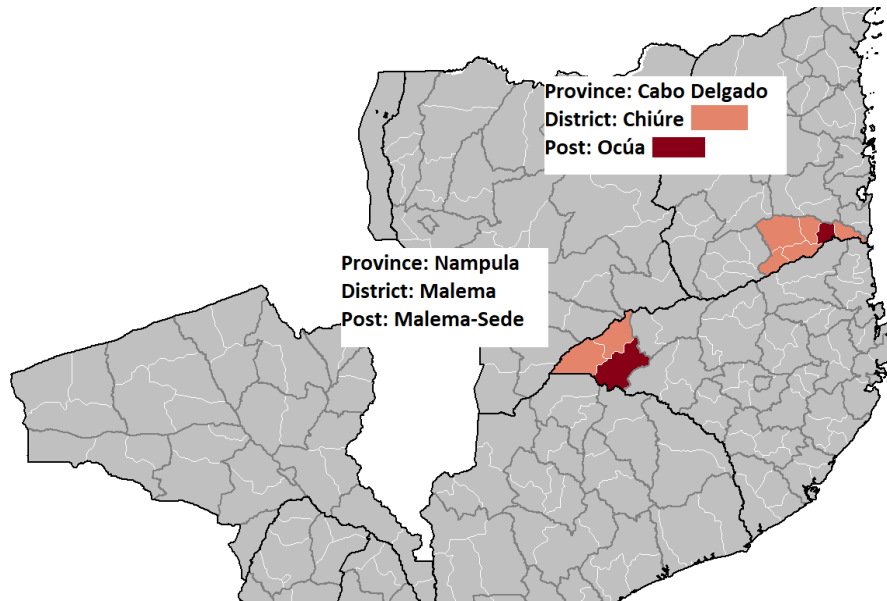 Province: Cabo Delgado
District: Chiúre
Post: Ocúa
Province: Nampula
District: Malema
Post: Malema-Sede